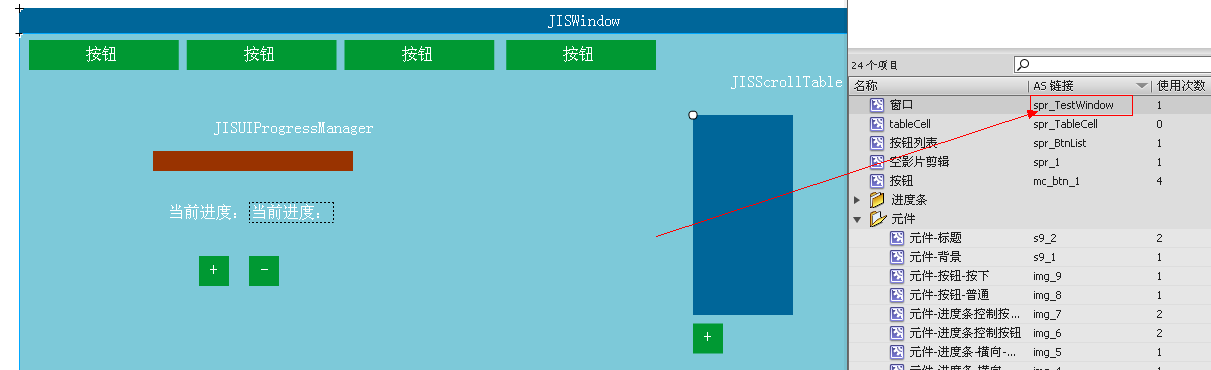 JISWindow
按钮 按钮 按钮 按钮
JISScrollTable
JISUIProgressManager
当前进度： 当前进度：
+ -
+
24 个项目
名称 AS 链接 使用次数
窗口 spr_TestWindow 1
tableCell spr_TableCell 0
按钮列表 spr_BtnList 1
空影片剪辑 spr_1 1
按钮 mc_btn_1 4
进度条
元件
元件-标题 s9_2 2
元件-背景 s9_1 1
元件-按钮-按下 img_9 1
元件-按钮-普通 img_8 1
元件-进度条控制按... img_7 2
元件-进度条控制按钮 img_6 2
元件-进度条-横向-... img_5 1